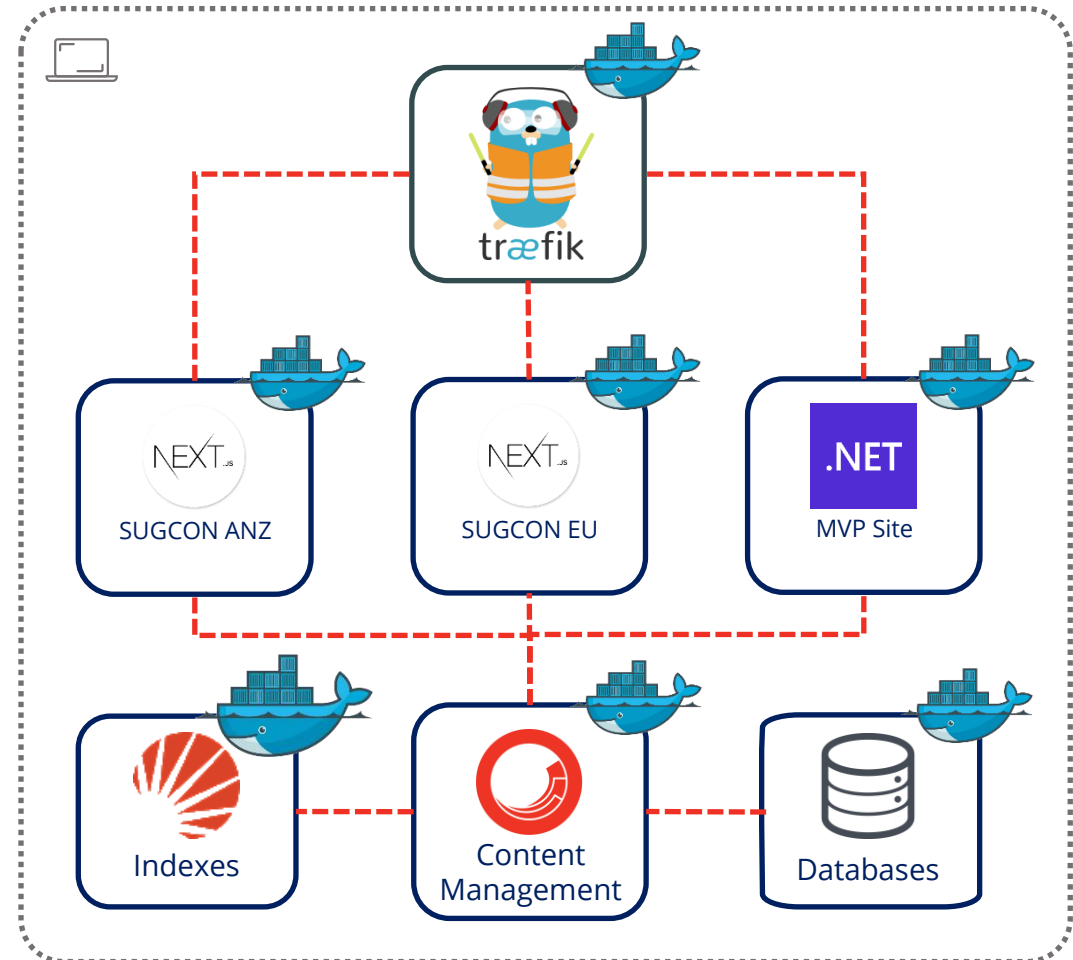 træfik
NEXT.JS
SUGCON ANZ
NEXT.JS
SUGCON EU
.NET
MVP Site
Indexes
Content
Management
Databases